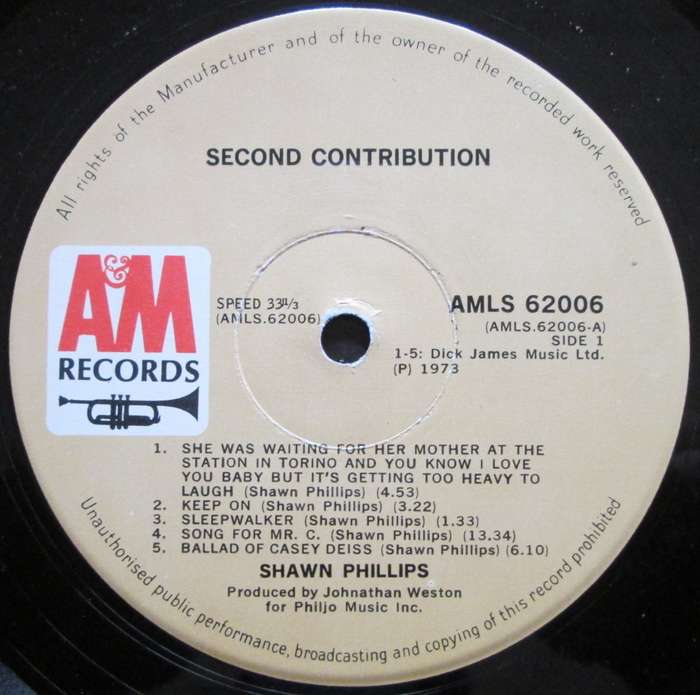 All rights of the Manufacturer and of the owner of the recorded work reserved
SECOND CONTRIBUTION
A&M
RECORDS
SPEED 33⅓
(AMLS.62006)
AMLS 62006
(AMLS.62006-A)
SIDE 1
1-5: Dick James Music Ltd.
(P) 1973
1. SHE WAS WAITING FOR HER MOTHER AT THE
STATION IN TORINO AND YOU KNOW I LOVE
YOU BABY BUT IT'S GETTING TOO HEAVY TO
LAUGH (Shawn Phillips) (4.53)
2. KEEP ON (Shawn Phillips) (3.22)
3. SLEEPWALKER (Shawn Phillips) (1.33)
4. SONG FOR MR. C. (Shawn Phillips) (13.34)
5. BALLAD OF CASEY DEISS (Shawn Phillips) (6.10)
SHAWN PHILLIPS
Produced by Johnathan Weston
for Philjo Music Inc.
Unauthorised public performance, broadcasting and copying of this record prohibited